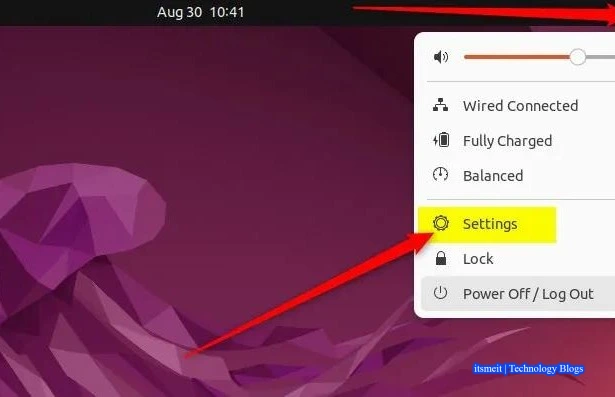 Aug 30 10:41
Wired Connected
Fully Charged
Balanced
Settings
Lock
Power Off / Log Out
itsmeit | Technology Blogs